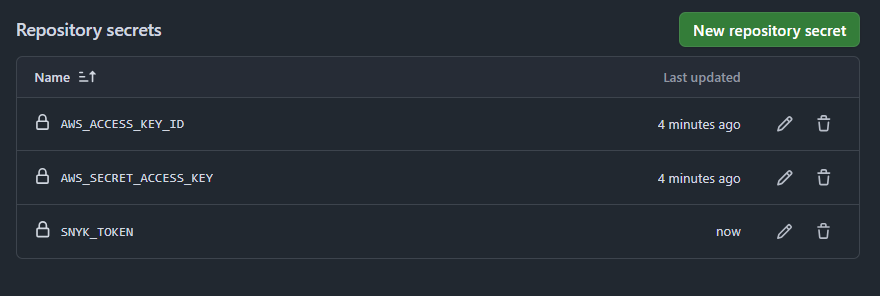 Repository secrets
New repository secret
Name
Last updated
AWS_ACCESS_KEY_ID
4 minutes ago
AWS_SECRET_ACCESS_KEY
4 minutes ago
SNYK_TOKEN
now